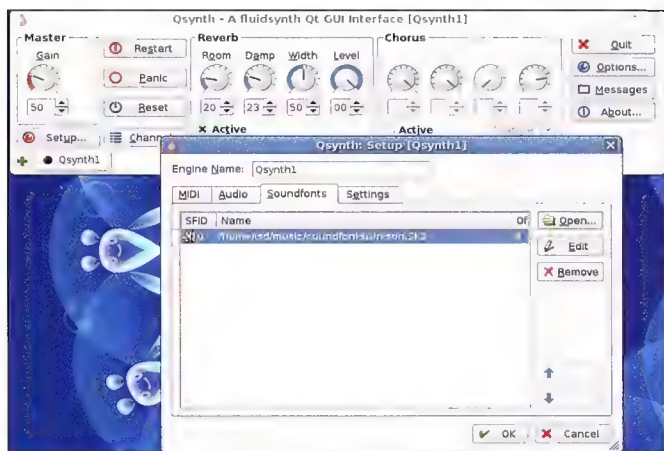 Qsynth - A fluidsynth Qt GUI Interface [Qsynth1]
Master
Gain
50
Restart
Panic
Reset
Reverb
Room Damp Width Level
20 23 50 00
Active
Chorus
Active
Quit
Options...
Messages
About...
Setup...
Qsynth1
Qsynth: Setup [Qsynth1]
Engine Name: Qsynth1
MIDI Audio Soundfonts Settings
SFID Name Of
Open...
Edit
Remove
OK Cancel